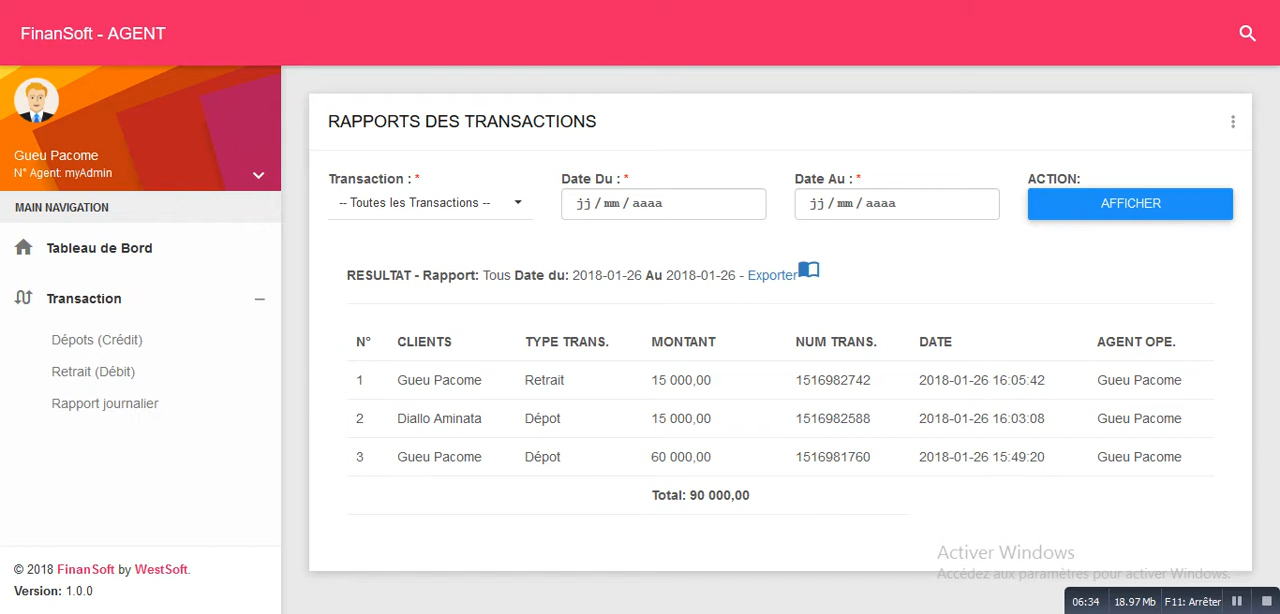 FinanSoft - AGENT
Gueu Pacome
N° Agent: myAdmin
MAIN NAVIGATION
Tableau de Bord
Transaction
Dépots (Crédit)
Retrait (Débit)
Rapport journalier
© 2018 FinanSoft by WestSoft.
Version: 1.0.0
RAPPORTS DES TRANSACTIONS
Transaction : * Date Du : * Date Au : * ACTION:
-- Toutes les Transactions -- jj / mm / aaaa jj / mm / aaaa AFFICHER
RESULTAT - Rapport: Tous Date du: 2018-01-26 Au 2018-01-26 - Exporter
N° CLIENTS TYPE TRANS. MONTANT NUM TRANS. DATE AGENT OPE.
1 Gueu Pacome Retrait 15 000,00 1516982742 2018-01-26 16:05:42 Gueu Pacome
2 Diallo Aminata Dépot 15 000,00 1516982588 2018-01-26 16:03:08 Gueu Pacome
3 Gueu Pacome Dépot 60 000,00 1516981760 2018-01-26 15:49:20 Gueu Pacome
Total: 90 000,00
Activer Windows
Accédez aux paramètres pour activer Windows.
06:34 18.97 Mb F11: Arrêter